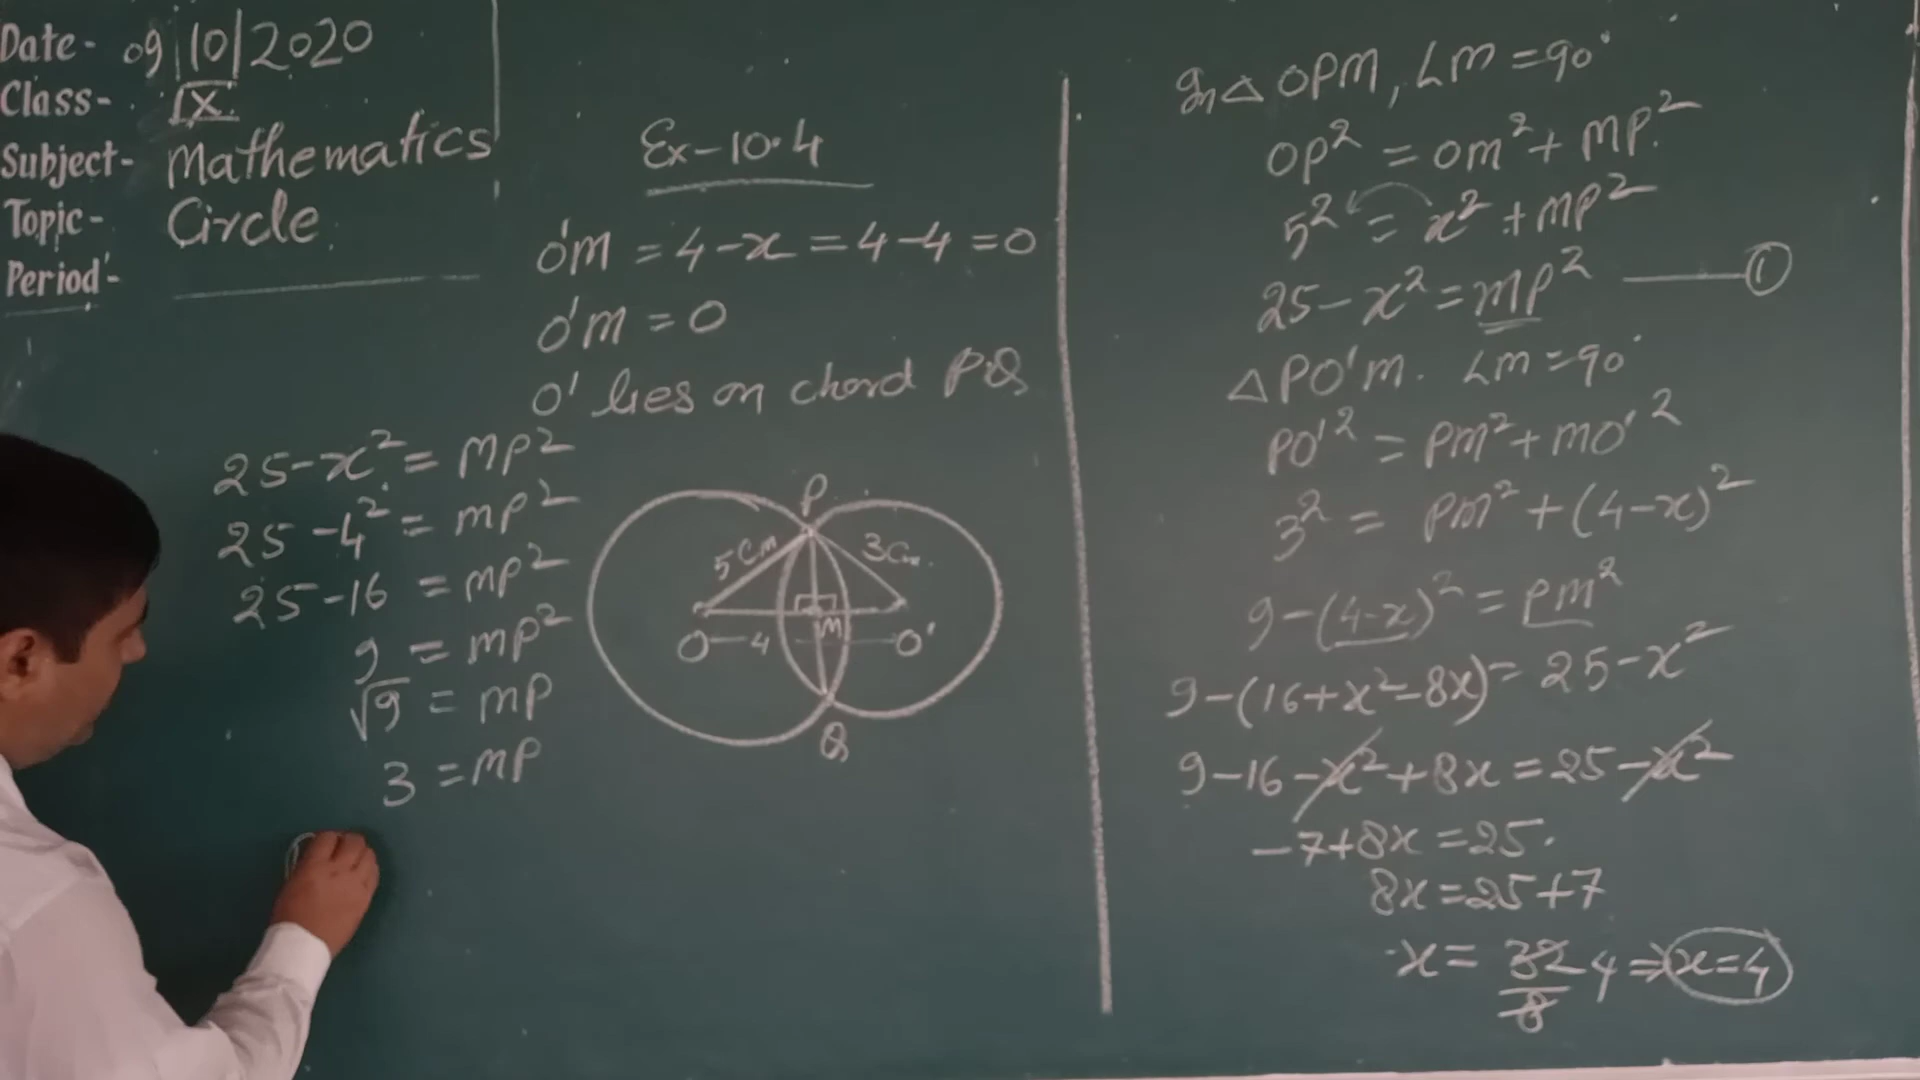 Date- 09|10|2020
Class- IX
Subject- Mathematics
Topic- Circle
Period-
Ex-10.4
O'm = 4-x = 4-4 = 0
O'm = 0
O' lies on chord PQ
25-x² = MP²
25-4² = MP²
25-16 = MP²
9 = MP²
√9 = MP
3 = MP
P
5 cm
3 cm
M
O
4
O'
Q
In △ OPM, ∠M = 90°
OP² = OM² + MP²
5² = x² + MP²
25-x² = MP² ①
△ PO'M. ∠M = 90°
PO'² = PM² + MO'²
3² = PM² + (4-x)²
9-(4-x)² = PM²
9-(16+x²-8x) = 25-x²
9-16-x²+8x = 25-x²
-7+8x = 25.
8x = 25+7
x = 32/8 4 ⇒ x=4